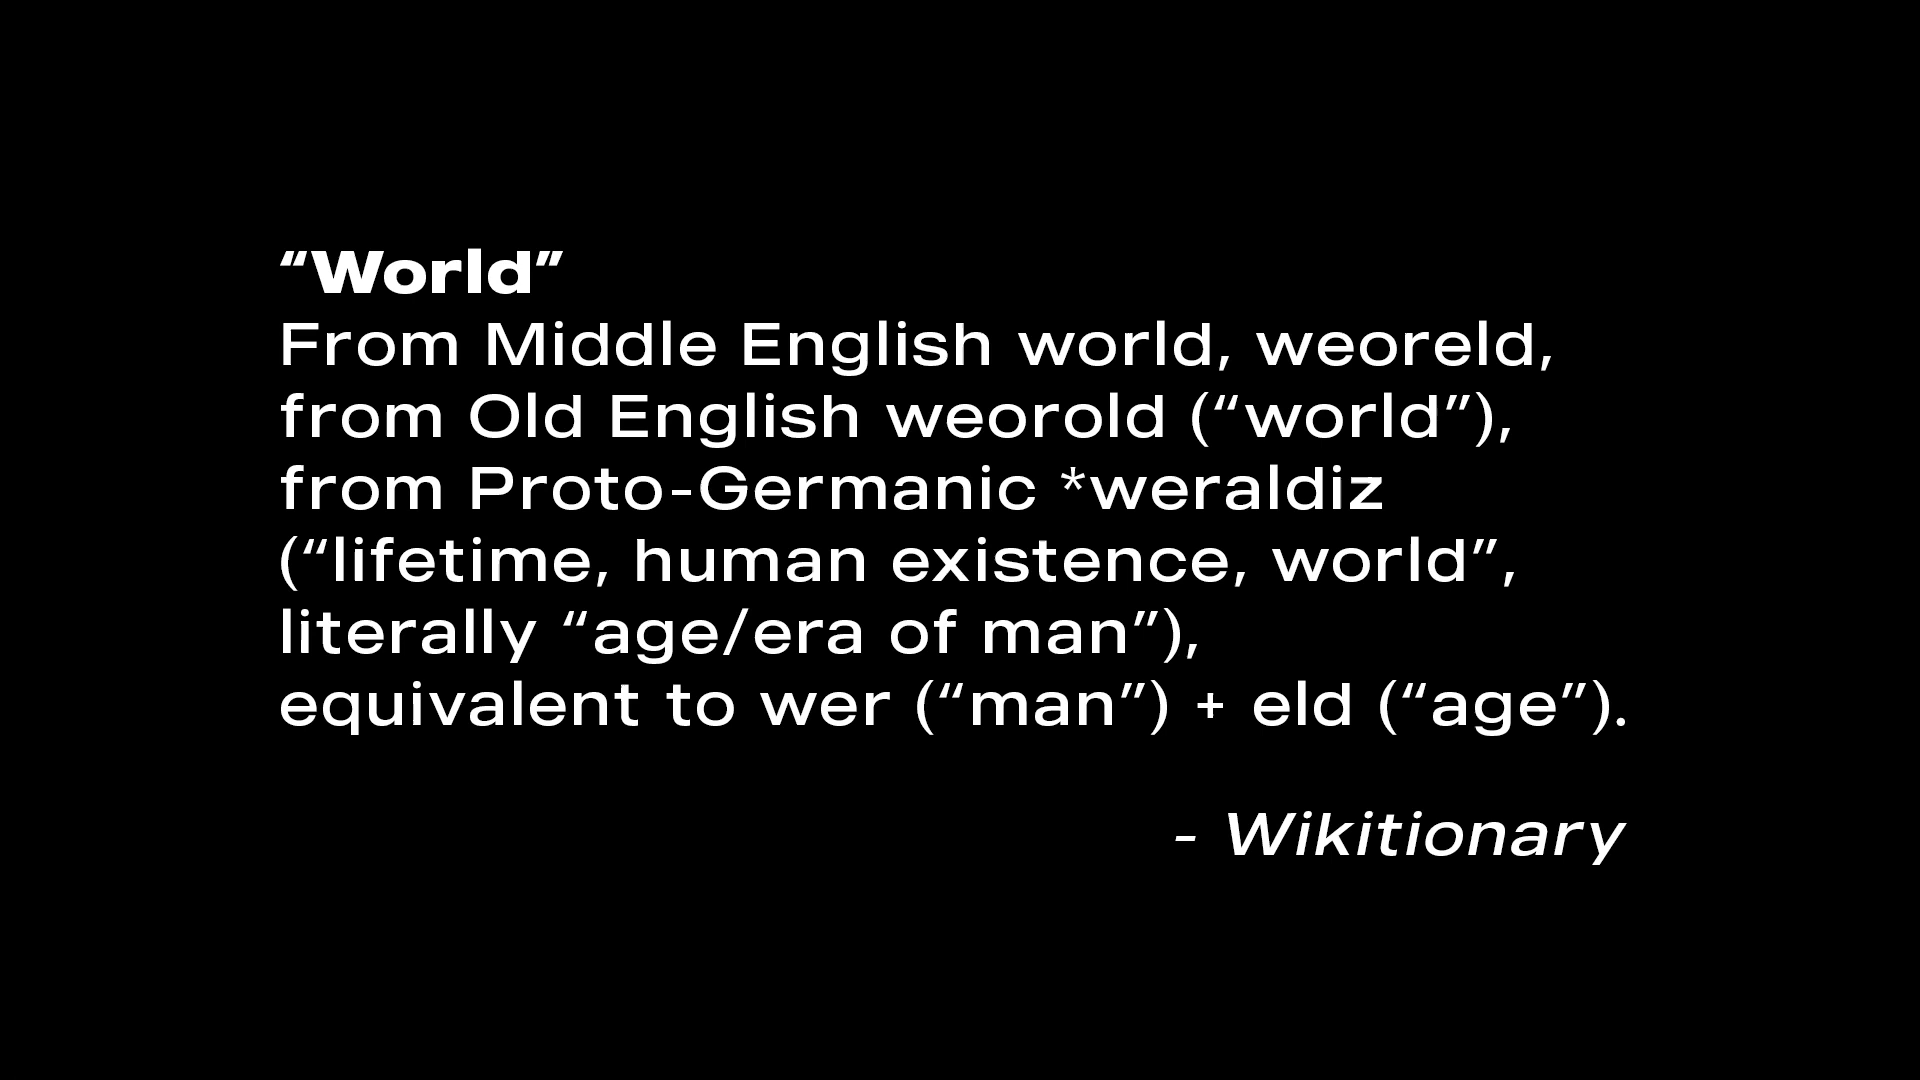 “World”
From Middle English world, weoreld,
from Old English weorold (“world”),
from Proto-Germanic *weraldiz
(“lifetime, human existence, world”,
literally “age/era of man”),
equivalent to wer (“man”) + eld (“age”).
- Wikitionary